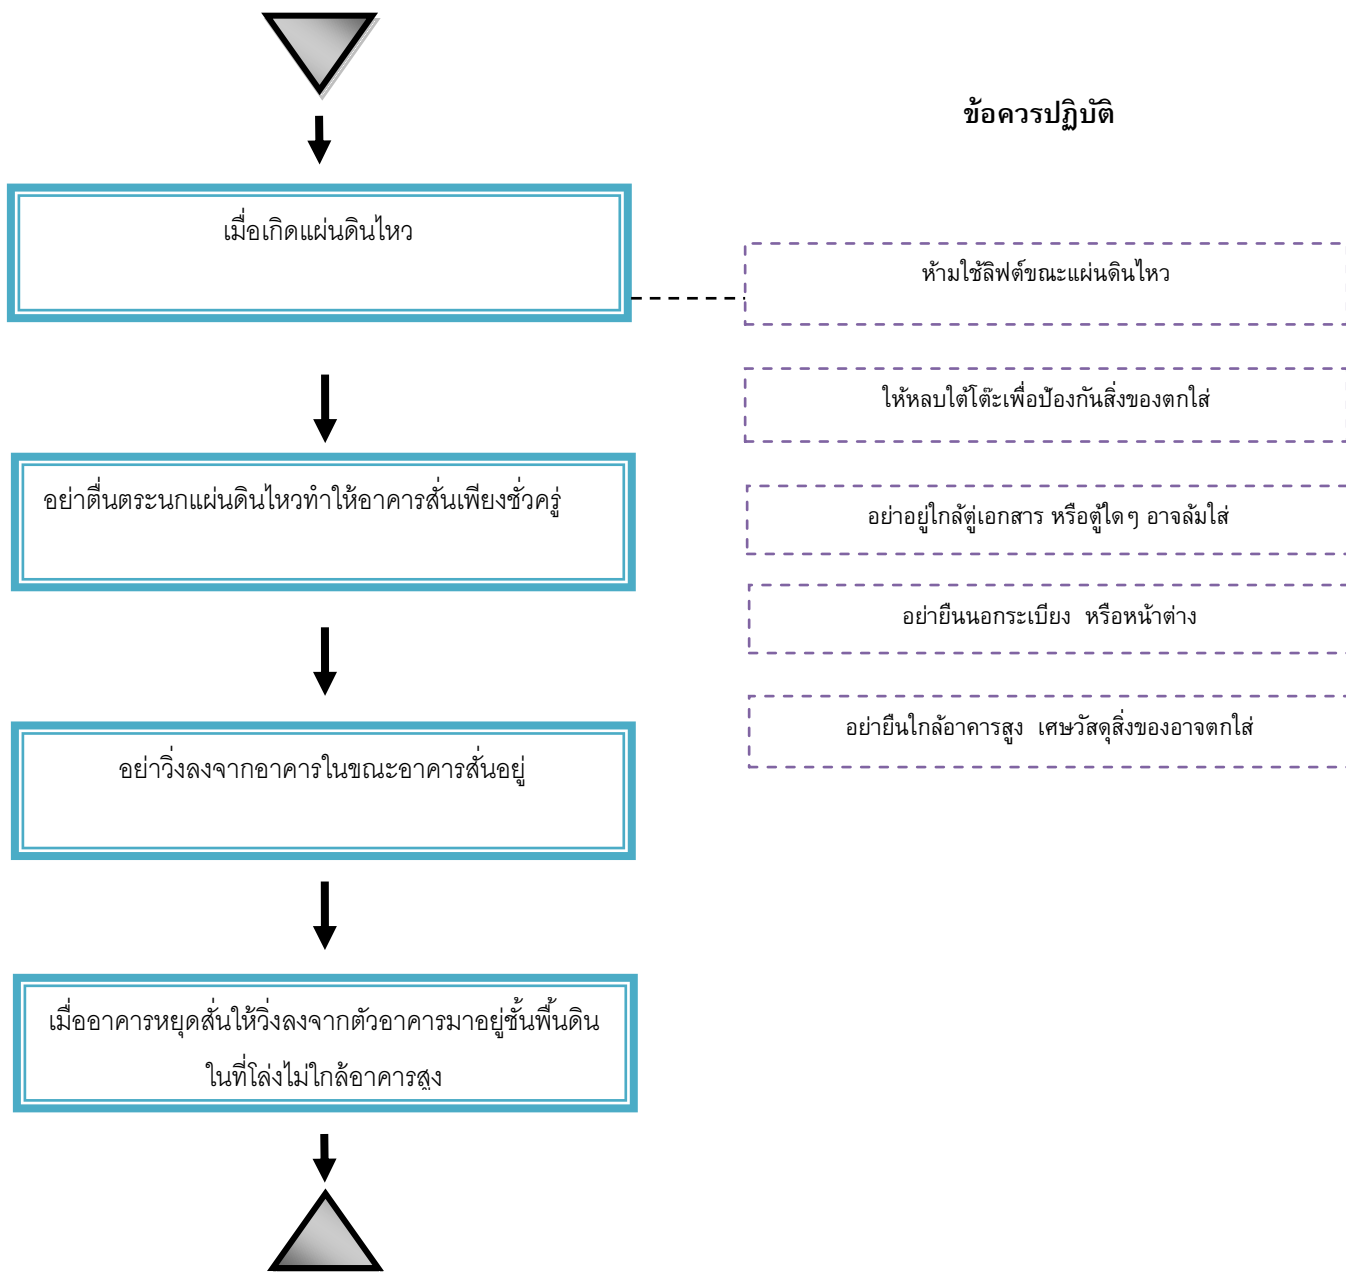 ข้อควรปฏิบัติ
เมื่อเกิดแผ่นดินไหว
ห้ามใช้ลิฟต์ขณะแผ่นดินไหว
ให้หลบใต้โต๊ะเพื่อป้องกันสิ่งของตกใส่
อย่าตื่นตระนกแผ่นดินไหวทำให้อาคารสั่นเพียงชั่วครู่
อย่าอยู่ใกล้ตู่เอกสาร หรือตู้ใดๆ อาจล้มใส่
อย่ายืนนอกระเบียง หรือหน้าต่าง
อย่ายืนใกล้อาคารสูง เศษวัสดุสิ่งของอาจตกใส่
อย่าวิ่งลงจากอาคารในขณะอาคารสั่นอยู่
เมื่ออาคารหยุดสั่นให้วิ่งลงจากตัวอาคารมาอยู่ชั้นพื้นดิน
ในที่โล่งไม่ใกล้อาคารสูง